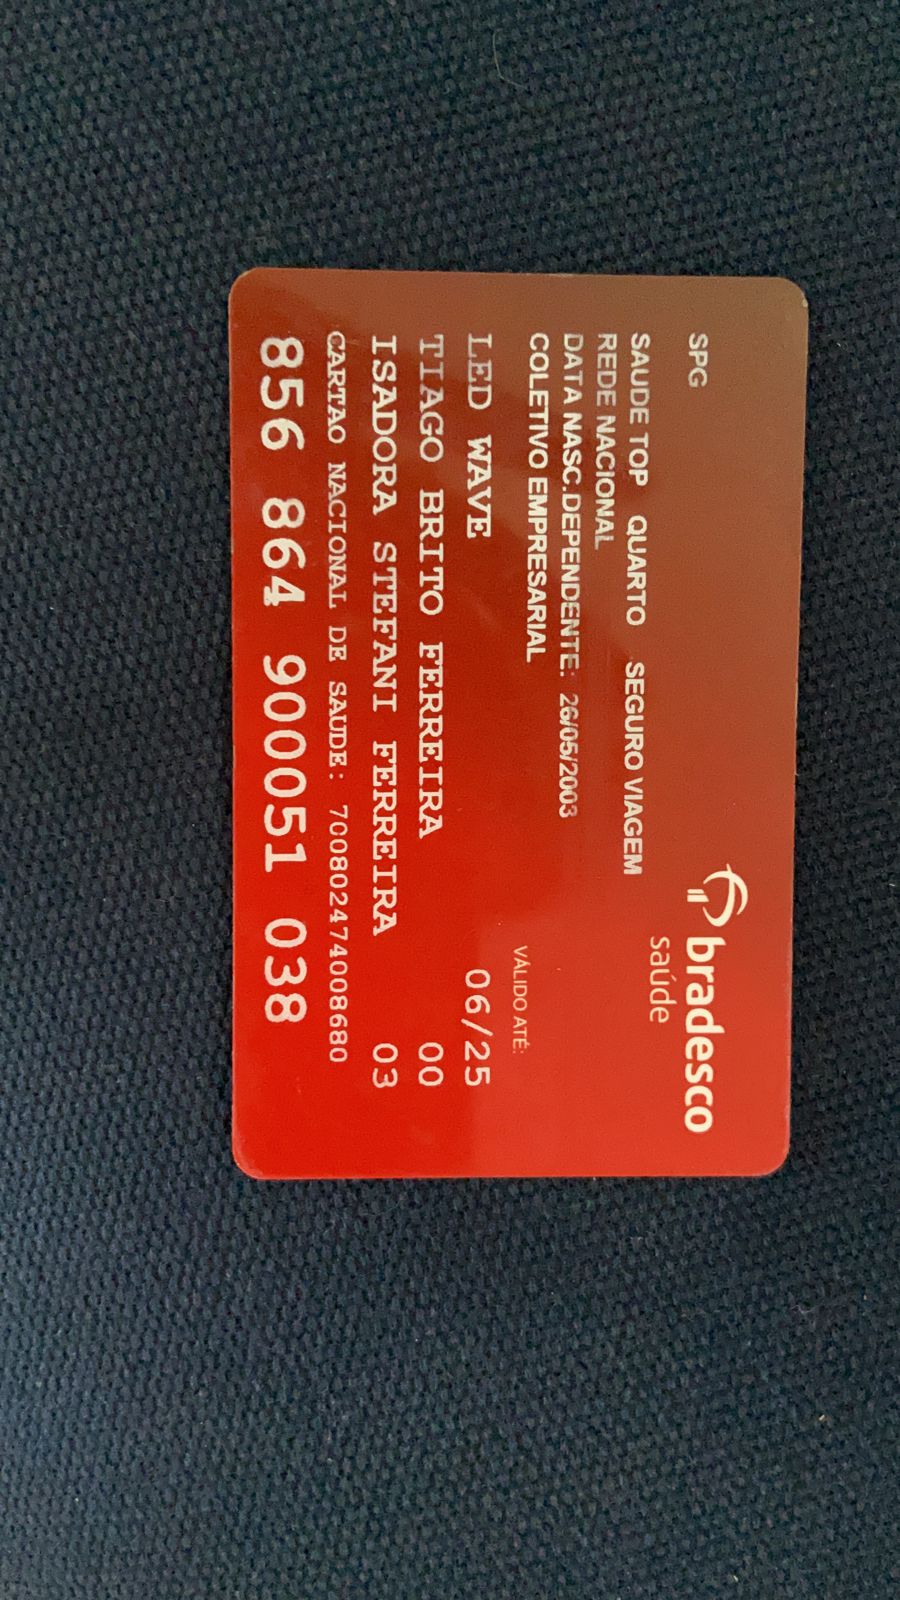 bradesco
saúde
SPG
SAUDE TOP QUARTO SEGURO VIAGEM
REDE NACIONAL
DATA NASC.DEPENDENTE: 26/05/2003
COLETIVO EMPRESARIAL
VÁLIDO ATÉ:
LED WAVE 06/25
TIAGO BRITO FERREIRA 00
ISADORA STEFANI FERREIRA 03
CARTAO NACIONAL DE SAUDE: 700802474008680
856 864 900051 038